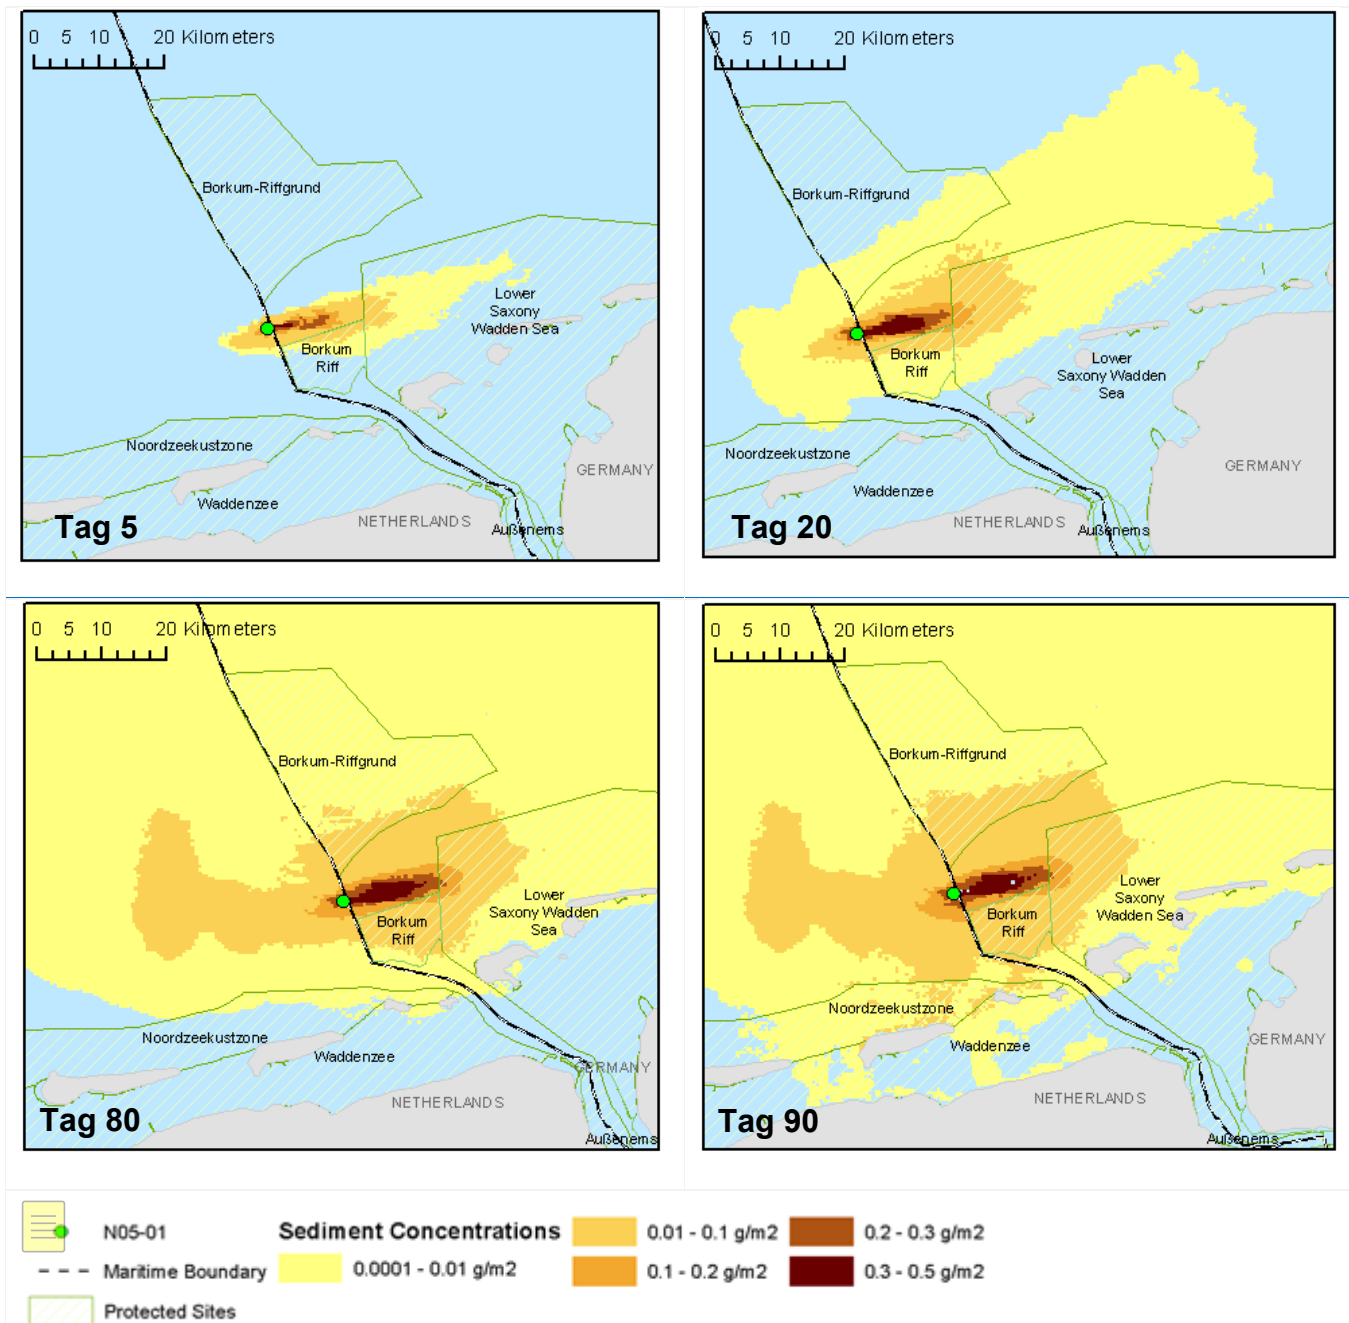 0 5 10 20 Kilometers
Borkum-Riffgrund
Lower
Saxony
Wadden Sea
Borkum
Riff
Noordzeekustzone
GERMANY
Waddenzee
NETHERLANDS
Außenems
Tag 5
0 5 10 20 Kilometers
Borkum-Riffgrund
Borkum
Riff
Lower
Saxony Wadden
Sea
Noordzeekustzone
GERMANY
Waddenzee
NETHERLANDS
Außenems
Tag 20
0 5 10 20 Kilometers
Borkum-Riffgrund
Lower
Saxony Wadden
Sea
Borkum
Riff
Noordzeekustzone
Waddenzee
GERMANY
NETHERLANDS
Außenems
Tag 80
0 5 10 20 Kilometers
Borkum-Riffgrund
Lower
Saxony
Wadden Sea
Borkum
Riff
Noordzeekustzone
Waddenzee
GERMANY
NETHERLANDS
Außenems
Tag 90
N05-01
Maritime Boundary
Protected Sites
Sediment Concentrations
0.0001 - 0.01 g/m2
0.01 - 0.1 g/m2
0.1 - 0.2 g/m2
0.2 - 0.3 g/m2
0.3 - 0.5 g/m2